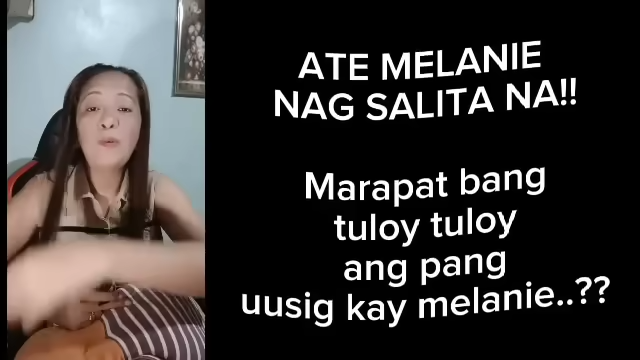 ATE MELANIE
NAG SALITA NA!!
Marapat bang
tuloy tuloy
ang pang
uusig kay melanie..??